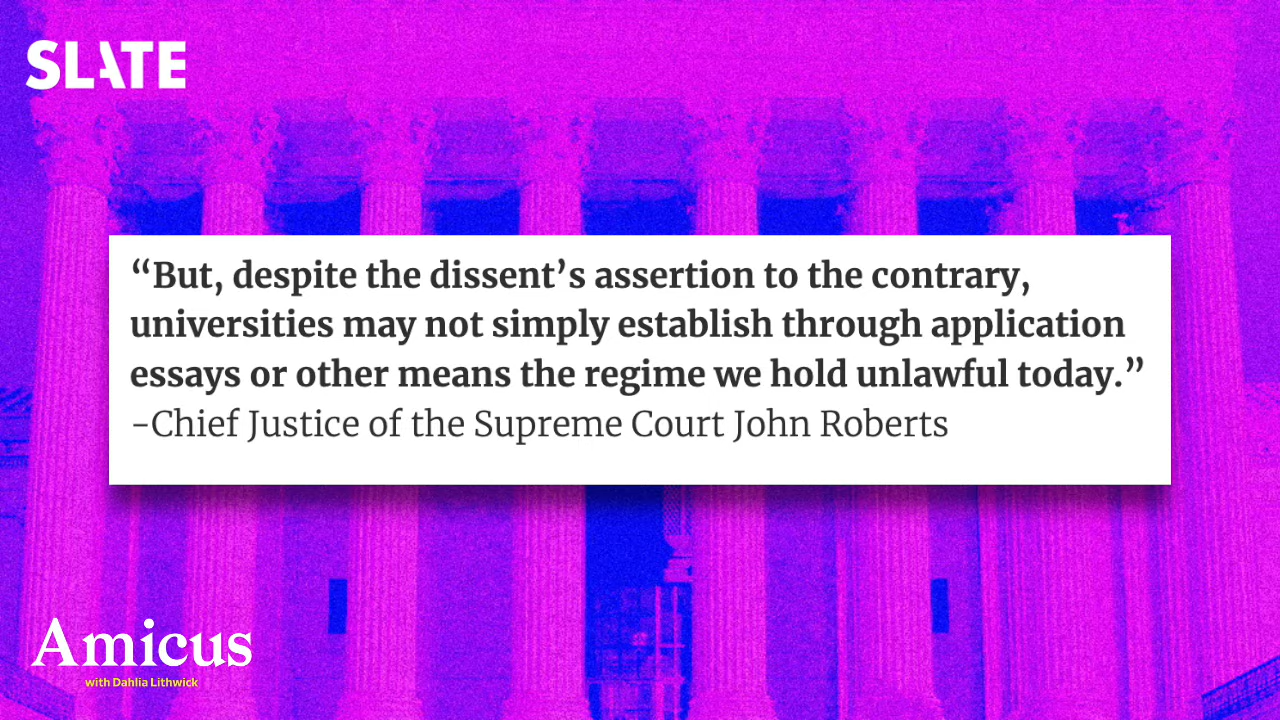 SLATE
“But, despite the dissent’s assertion to the contrary,
universities may not simply establish through application
essays or other means the regime we hold unlawful today.”
–Chief Justice of the Supreme Court John Roberts
Amicus
with Dahlia Lithwick